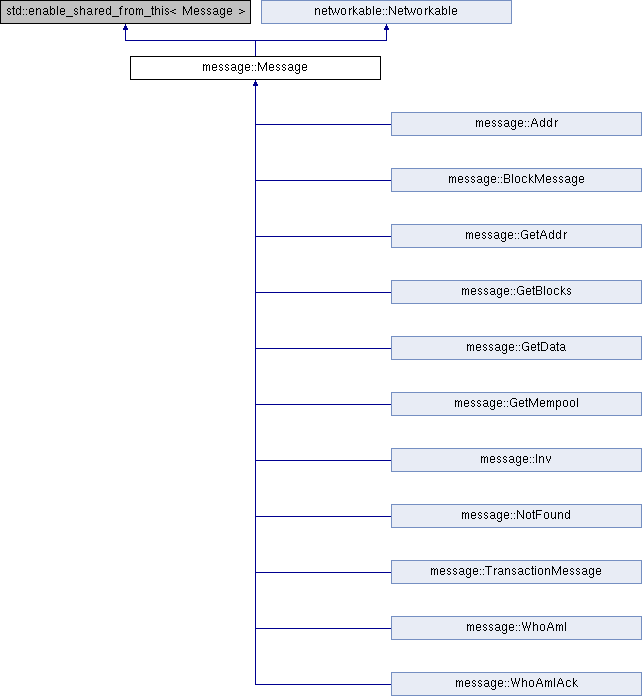 std::enable_shared_from_this< Message >
networkable::Networkable
message::Message
message::Addr
message::BlockMessage
message::GetAddr
message::GetBlocks
message::GetData
message::GetMempool
message::Inv
message::NotFound
message::TransactionMessage
message::WhoAmI
message::WhoAmIAck